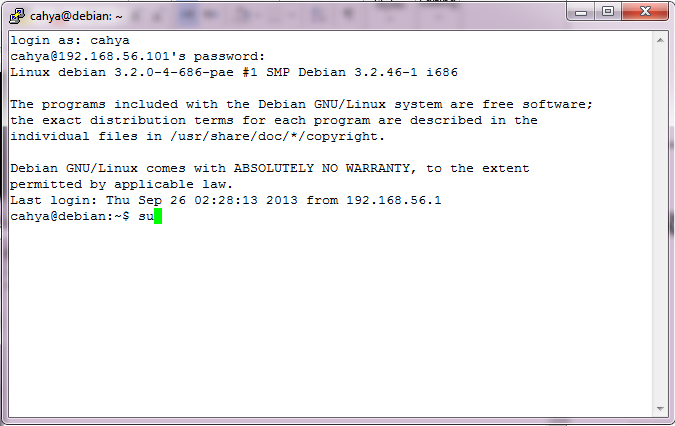 cahya@debian: ~
login as: cahya
cahya@192.168.56.101's password:
Linux debian 3.2.0-4-686-pae #1 SMP Debian 3.2.46-1 i686
The programs included with the Debian GNU/Linux system are free software;
the exact distribution terms for each program are described in the
individual files in /usr/share/doc/*/copyright.
Debian GNU/Linux comes with ABSOLUTELY NO WARRANTY, to the extent
permitted by applicable law.
Last login: Thu Sep 26 02:28:13 2013 from 192.168.56.1
cahya@debian:~$ su